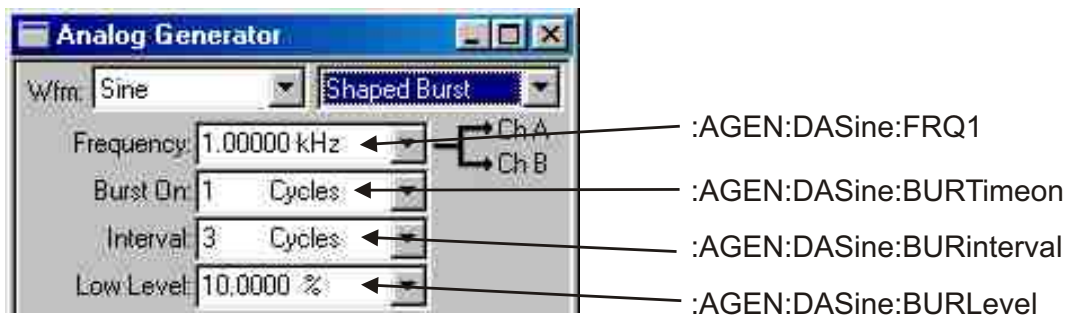 Analog Generator
Wfm: Sine Shaped Burst
Frequency: 1.00000 kHz Ch A :AGEN:DASine:FRQ1
Ch B
Burst On: 1 Cycles :AGEN:DASine:BURTimeon
Interval: 3 Cycles :AGEN:DASine:BURinterval
Low Level: 10.0000 % :AGEN:DASine:BURLevel